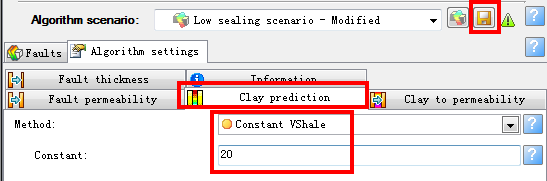 Algorithm scenario: Low sealing scenario - Modified
Faults Algorithm settings
Fault thickness Information
Fault permeability Clay prediction Clay to permeability
Method: Constant VShale
Constant: 20